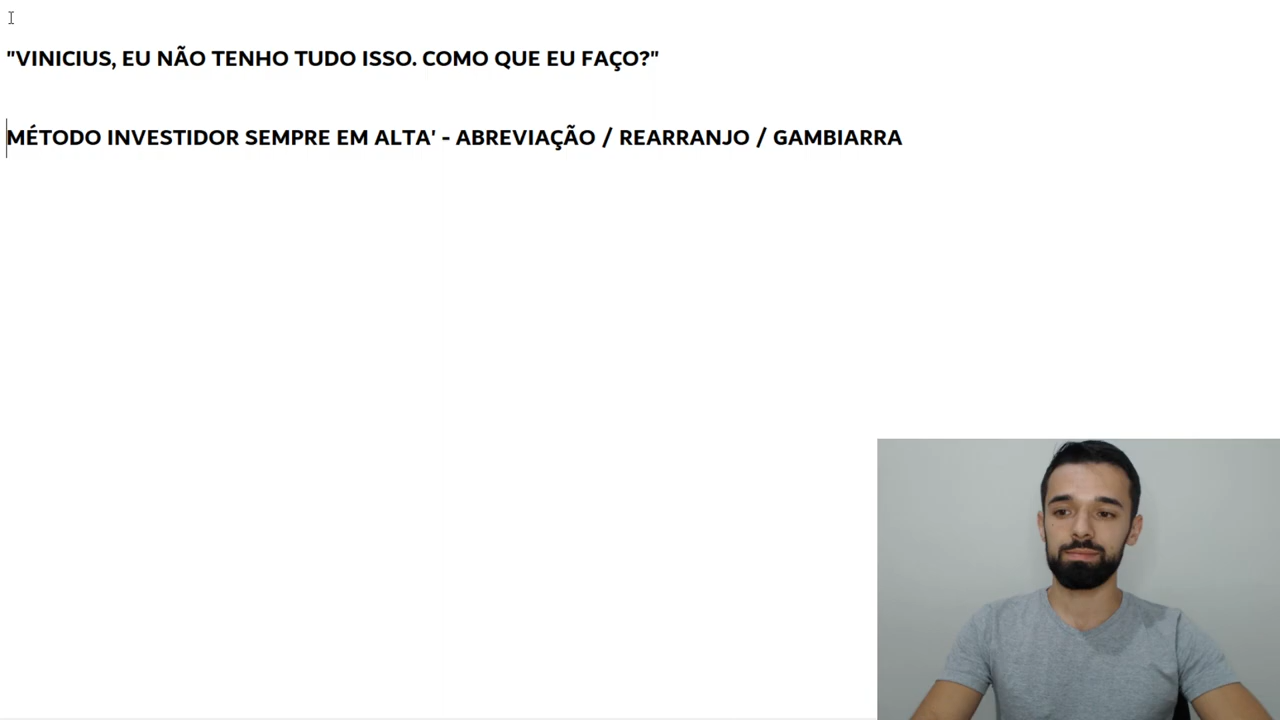 "VINICIUS, EU NÃO TENHO TUDO ISSO. COMO QUE EU FAÇO?"
MÉTODO INVESTIDOR SEMPRE EM ALTA' - ABREVIAÇÃO / REARRANJO / GAMBIARRA